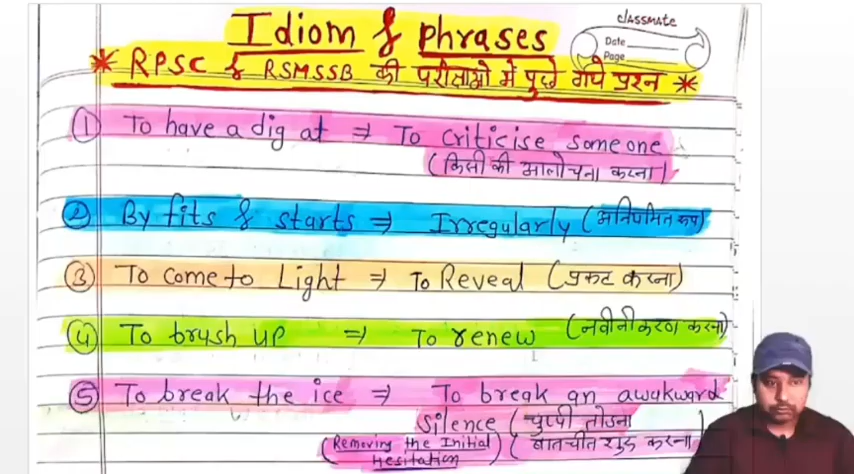 Idiom & phrases
classmate
Date
Page
* RPSC & RSMSSB की परीक्षाओ में पुछे गये प्रश्न *
① To have a dig at ⇒ To criticise someone
(किसी की आलोचना करना)
② By fits & starts ⇒ Irregularly (अनियमित रूप)
③ To come to Light ⇒ To Reveal (प्रकट करना)
④ To brush up ⇒ To renew (नवीनीकरण करना)
⑤ To break the ice ⇒ To break an awukward
silence (चुप्पी तोडना
(Removing the Initial Hesitation) (बातचीत शुरू करना)